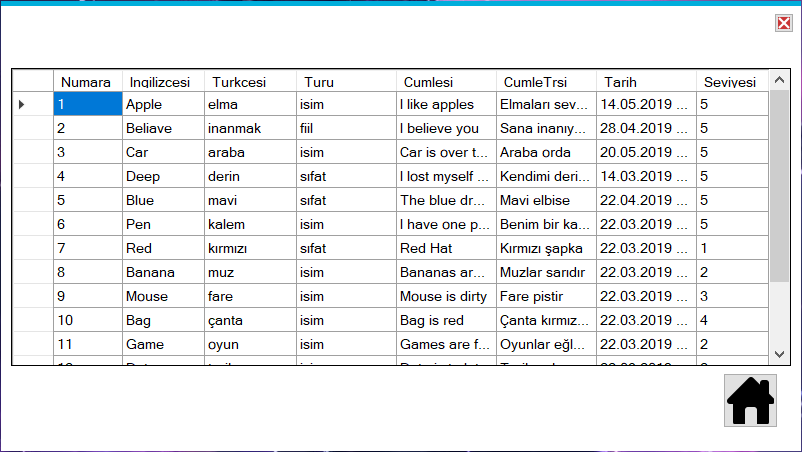 Numara Ingilizcesi Turkcesi Turu Cumlesi CumleTrsi Tarih Seviyesi
1 Apple elma isim I like apples Elmaları sev... 14.05.2019 ... 5
2 Beliave inanmak fiil I believe you Sana inanıy... 28.04.2019 ... 5
3 Car araba isim Car is over t... Araba orda 20.05.2019 ... 5
4 Deep derin sıfat I lost myself ... Kendimi deri... 14.03.2019 ... 5
5 Blue mavi sıfat The blue dr... Mavi elbise 22.04.2019 ... 5
6 Pen kalem isim I have one p... Benim bir ka... 22.03.2019 ... 5
7 Red kırmızı sıfat Red Hat Kırmızı şapka 22.03.2019 ... 1
8 Banana muz isim Bananas ar... Muzlar sarıdır 22.03.2019 ... 2
9 Mouse fare isim Mouse is dirty Fare pistir 22.03.2019 ... 3
10 Bag çanta isim Bag is red Çanta kırmız... 22.03.2019 ... 4
11 Game oyun isim Games are f... Oyunlar eğl... 22.03.2019 ... 2